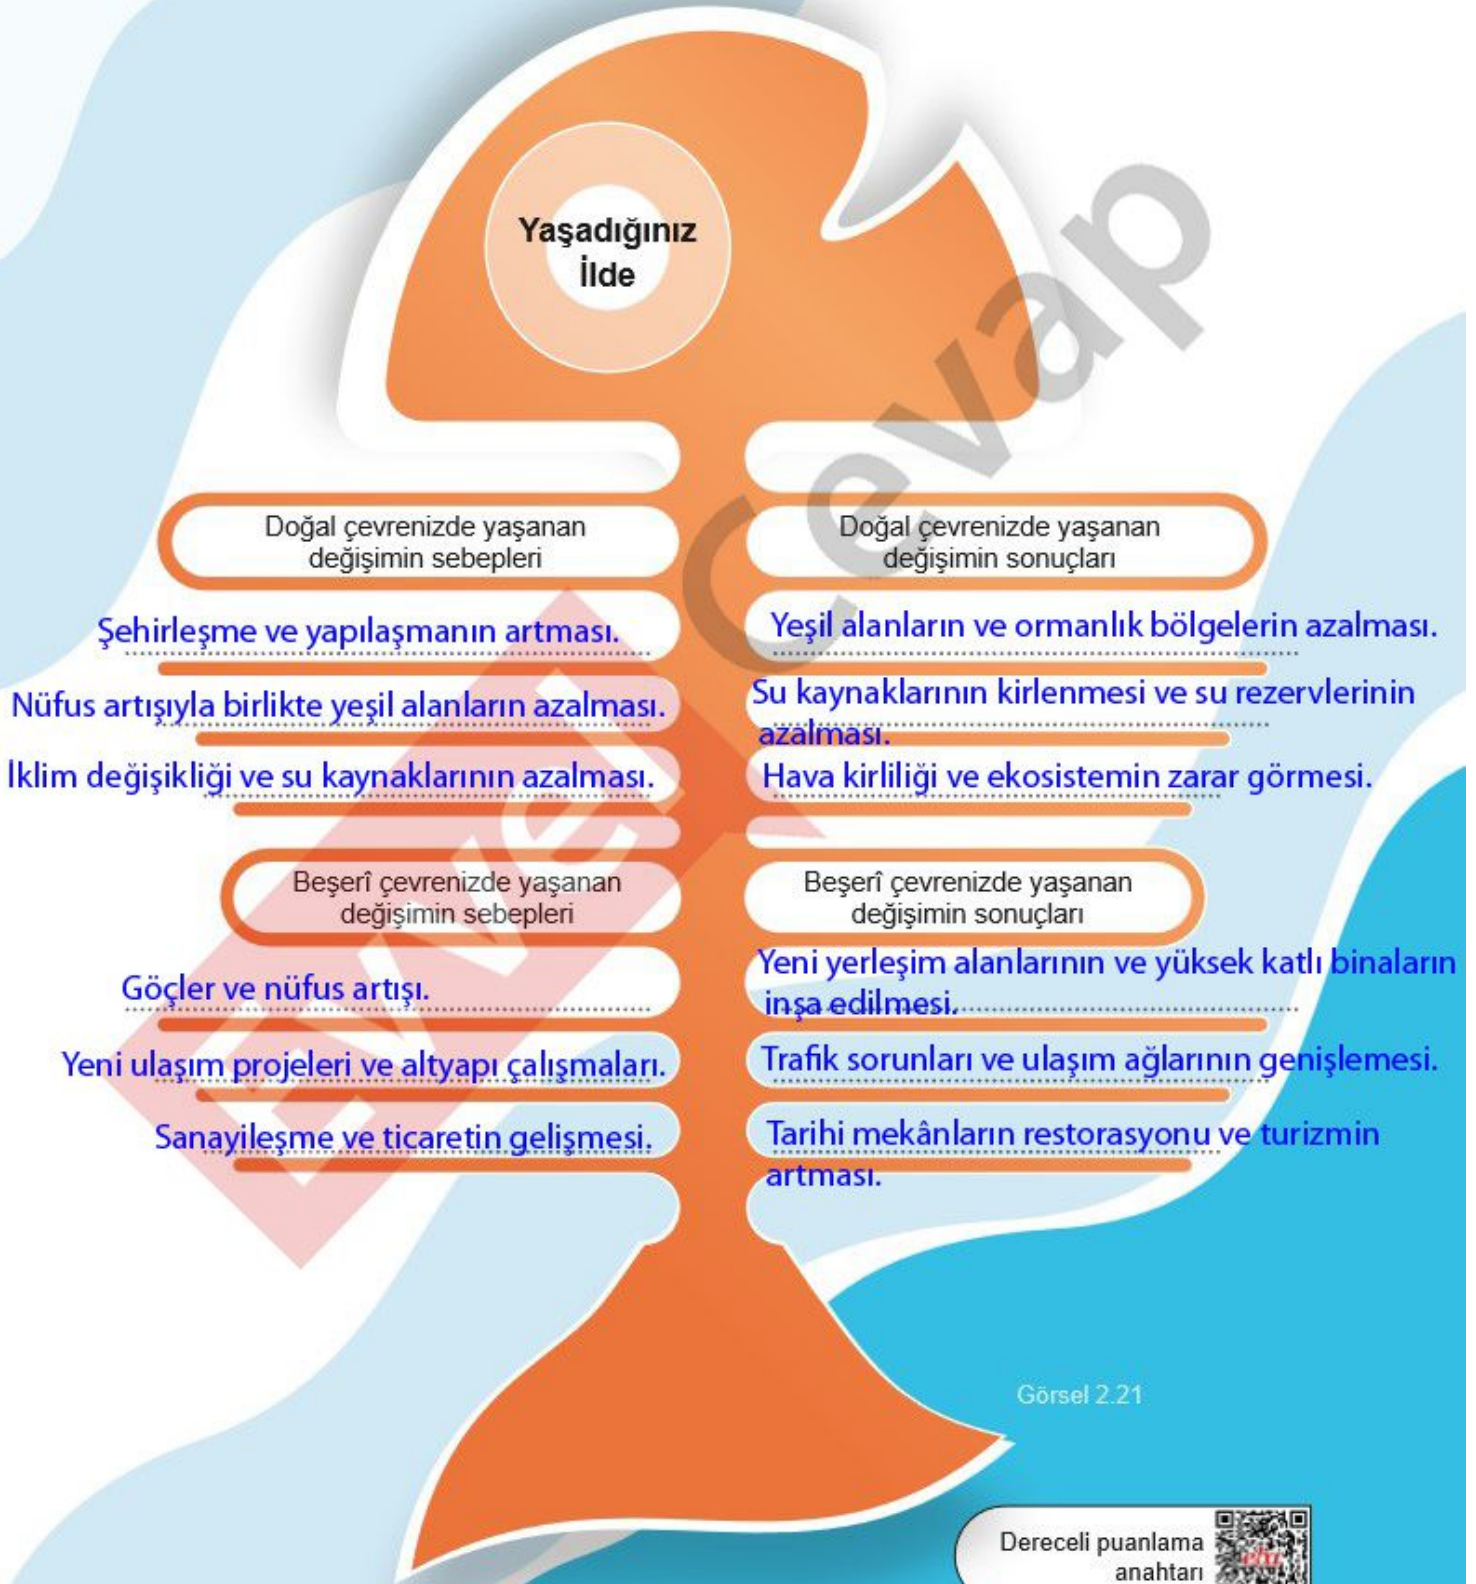 Yaşadığınız
İlde
Doğal çevrenizde yaşanan
değişimin sebepleri
Şehirleşme ve yapılaşmanın artması.
Nüfus artışıyla birlikte yeşil alanların azalması.
İklim değişikliği ve su kaynaklarının azalması.
Doğal çevrenizde yaşanan
değişimin sonuçları
Yeşil alanların ve ormanlık bölgelerin azalması.
Su kaynaklarının kirlenmesi ve su rezervlerinin
azalması.
Hava kirliliği ve ekosistemin zarar görmesi.
Beşerî çevrenizde yaşanan
değişimin sebepleri
Göçler ve nüfus artışı.
Yeni ulaşım projeleri ve altyapı çalışmaları.
Sanayileşme ve ticaretin gelişmesi.
Beşerî çevrenizde yaşanan
değişimin sonuçları
Yeni yerleşim alanlarının ve yüksek katlı binaların
inşa edilmesi.
Trafik sorunları ve ulaşım ağlarının genişlemesi.
Tarihi mekânların restorasyonu ve turizmin
artması.
Evvel Cevap
Görsel 2.21
Dereceli puanlama
anahtarı